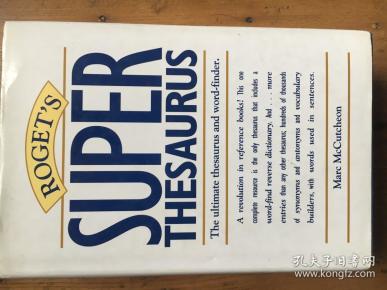 ROGET'S
SUPER
THESAURUS
The ultimate thesaurus and word-finder.
A revolution in reference books! This one
complete resource is the only thesaurus that includes a
word-find reverse dictionary. And . . . more
entries than any other thesaurus; hundreds of thousands
of synonyms and antonyms and vocabulary
builders, with words used in sentences.
Marc McCutcheon
孔夫子旧书网
www.kongfz.com